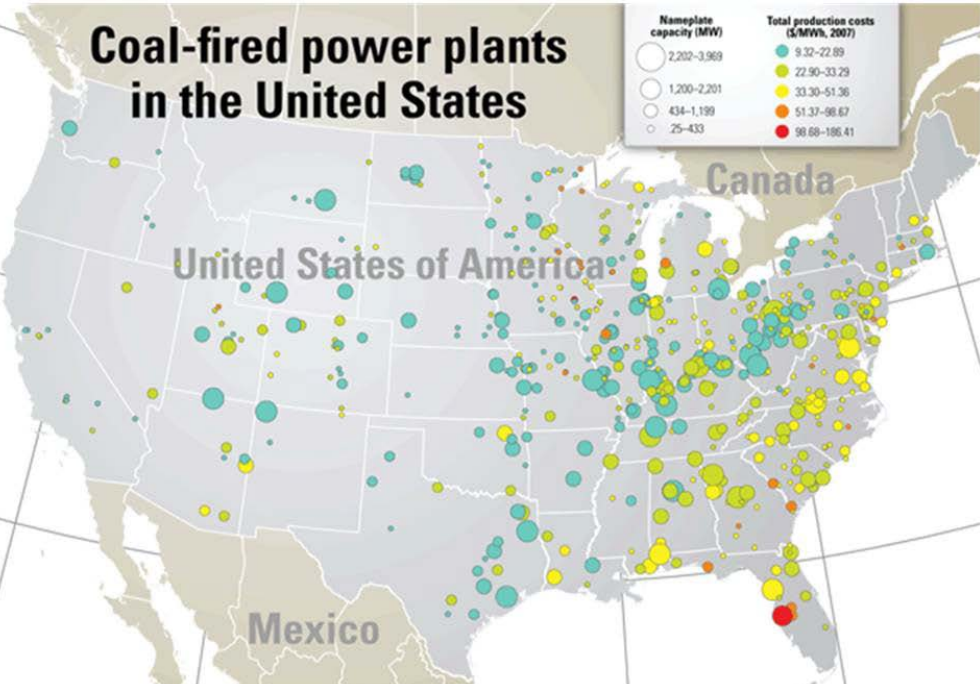 Coal-fired power plants
in the United States
Nameplate
capacity (MW)
2,202–3,969
1,200–2,201
434–1,199
25–433
Total production costs
($/MWh, 2007)
9.32–22.89
22.90–33.29
33.30–51.36
51.37–98.67
98.68–186.41
Canada
United States of America
Mexico